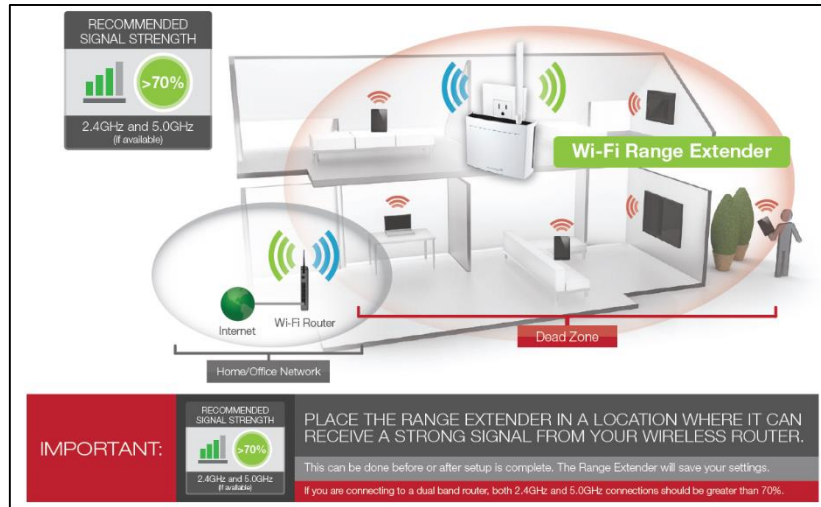 RECOMMENDED
SIGNAL STRENGTH
>70%
2.4GHz and 5.0GHz
(if available)
Wi-Fi Range Extender
Internet
Wi-Fi Router
Home/Office Network
Dead Zone
IMPORTANT:
RECOMMENDED
SIGNAL STRENGTH
>70%
2.4GHz and 5.0GHz
(if available)
PLACE THE RANGE EXTENDER IN A LOCATION WHERE IT CAN
RECEIVE A STRONG SIGNAL FROM YOUR WIRELESS ROUTER.
This can be done before or after setup is complete. The Range Extender will save your settings.
If you are connecting to a dual band router, both 2.4GHz and 5.0GHz connections should be greater than 70%.